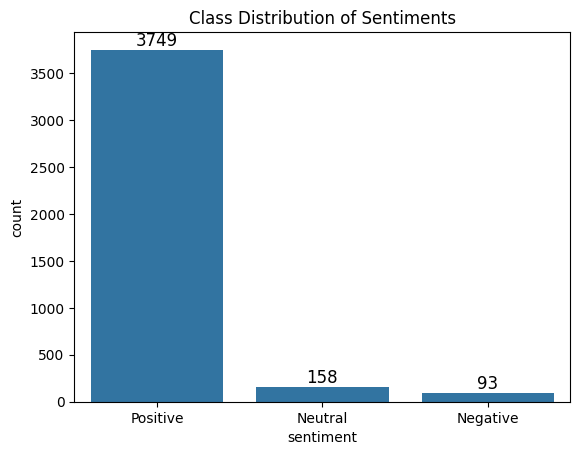 Class Distribution of Sentiments
3749
158
93
3500
3000
2500
2000
1500
1000
500
0
count
Positive
Neutral
Negative
sentiment